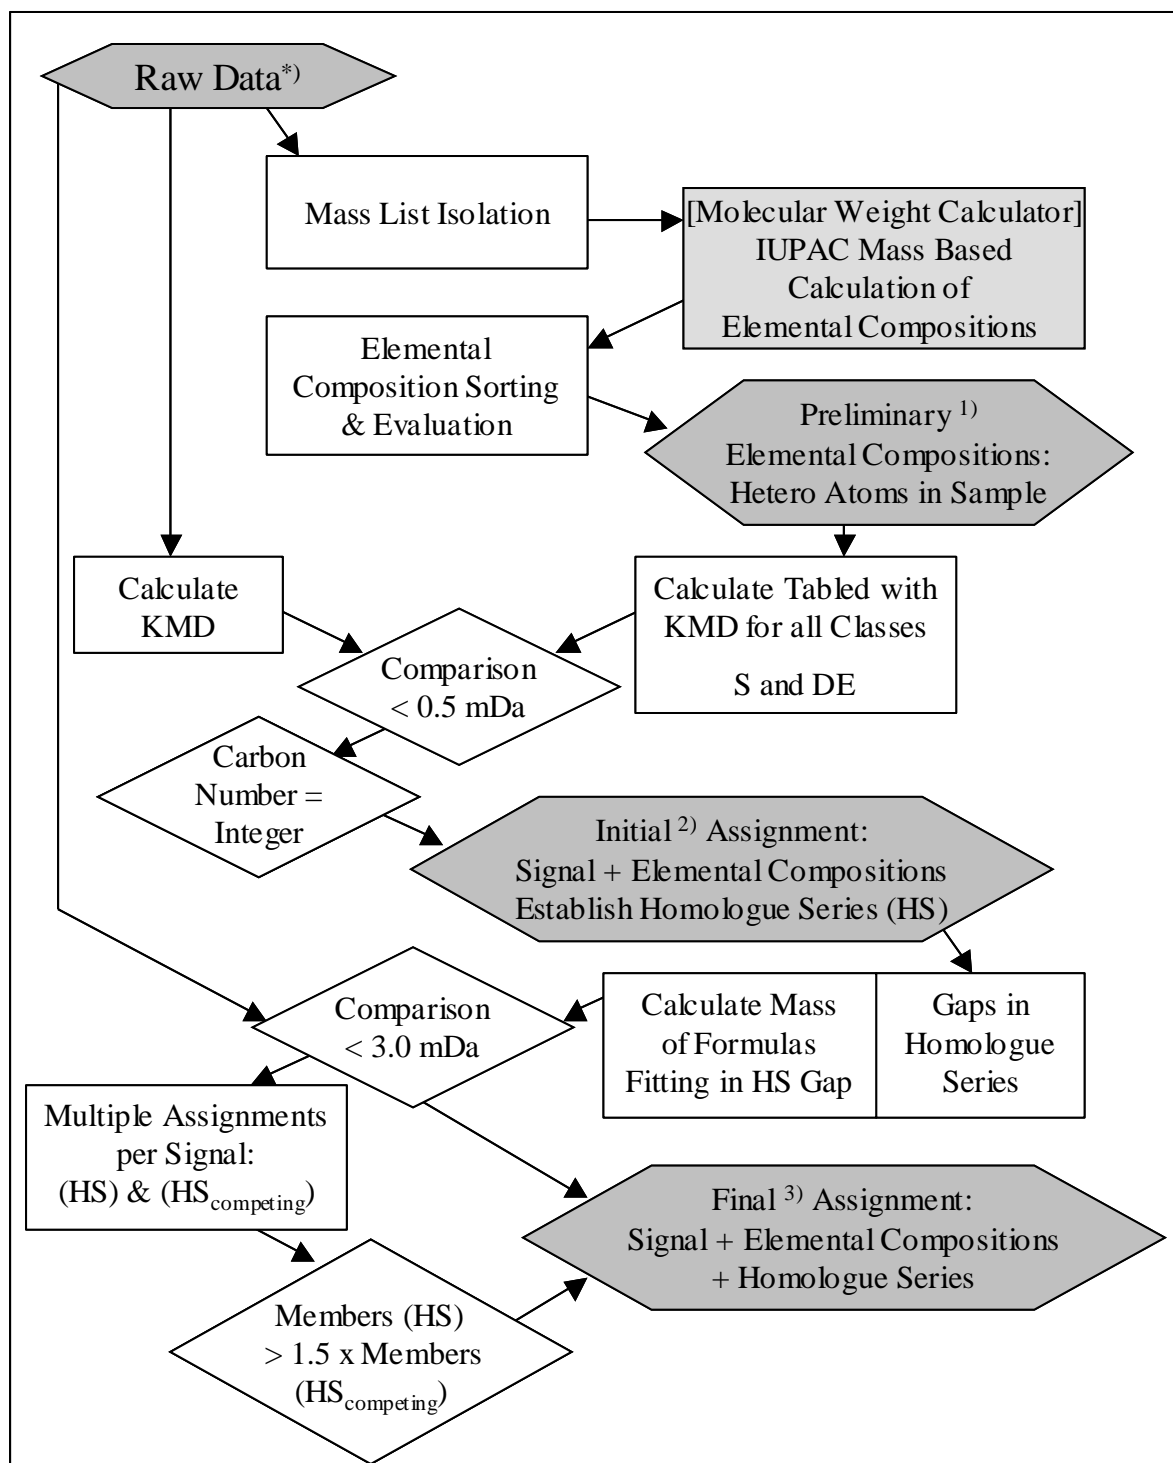 Raw Data*)
Mass List Isolation
[Molecular Weight Calculator]
IUPAC Mass Based
Calculation of
Elemental Compositions
Elemental
Composition Sorting
& Evaluation
Preliminary 1)
Elemental Compositions:
Hetero Atoms in Sample
Calculate
KMD
Calculate Tabled with
KMD for all Classes
S and DE
Comparison
< 0.5 mDa
Carbon
Number =
Integer
Initial 2) Assignment:
Signal + Elemental Compositions
Establish Homologue Series (HS)
Comparison
< 3.0 mDa
Calculate Mass
of Formulas
Fitting in HS Gap
Gaps in
Homologue
Series
Multiple Assignments
per Signal:
(HS) & (HScompeting)
Final 3) Assignment:
Signal + Elemental Compositions
+ Homologue Series
Members (HS)
> 1.5 x Members
(HScompeting)